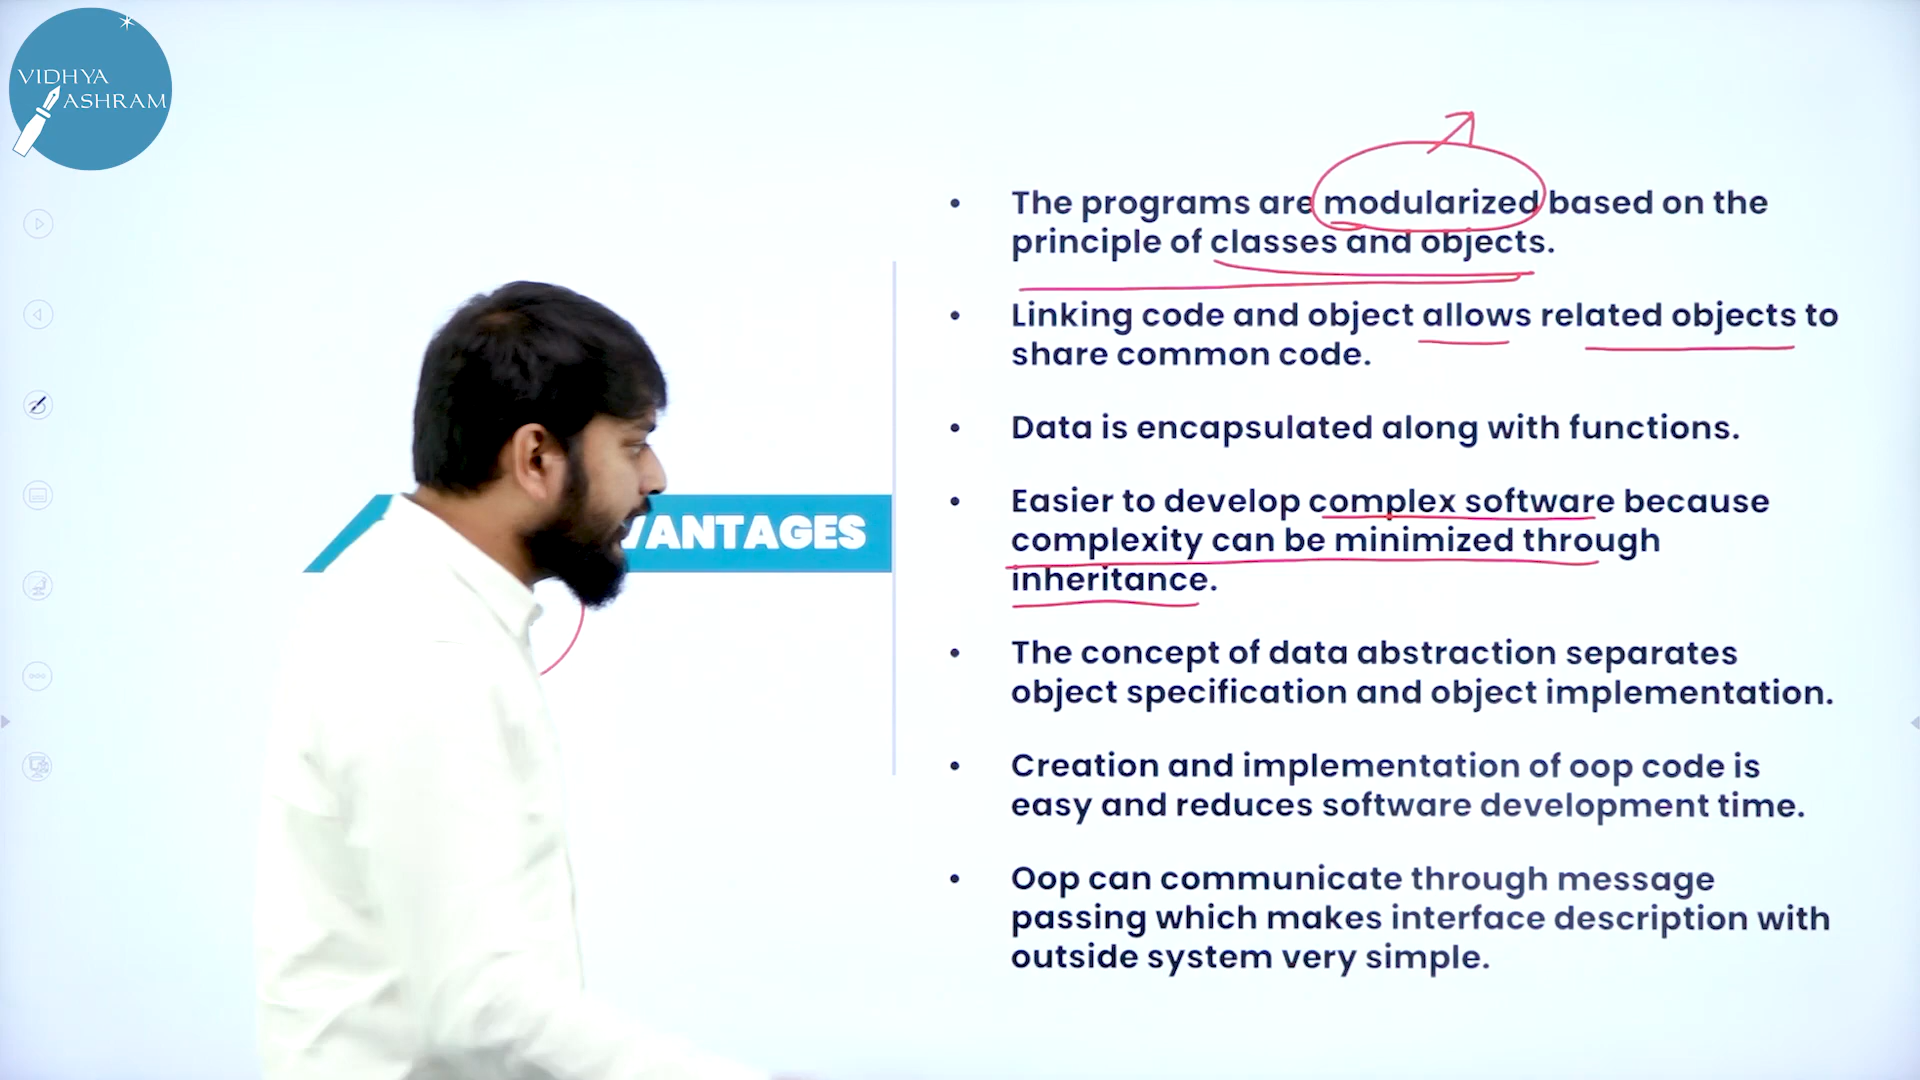 VIDHYA
ASHRAM
• The programs are modularized based on the
principle of classes and objects.
• Linking code and object allows related objects to
share common code.
• Data is encapsulated along with functions.
VANTAGES
• Easier to develop complex software because
complexity can be minimized through
inheritance.
• The concept of data abstraction separates
object specification and object implementation.
• Creation and implementation of oop code is
easy and reduces software development time.
• Oop can communicate through message
passing which makes interface description with
outside system very simple.